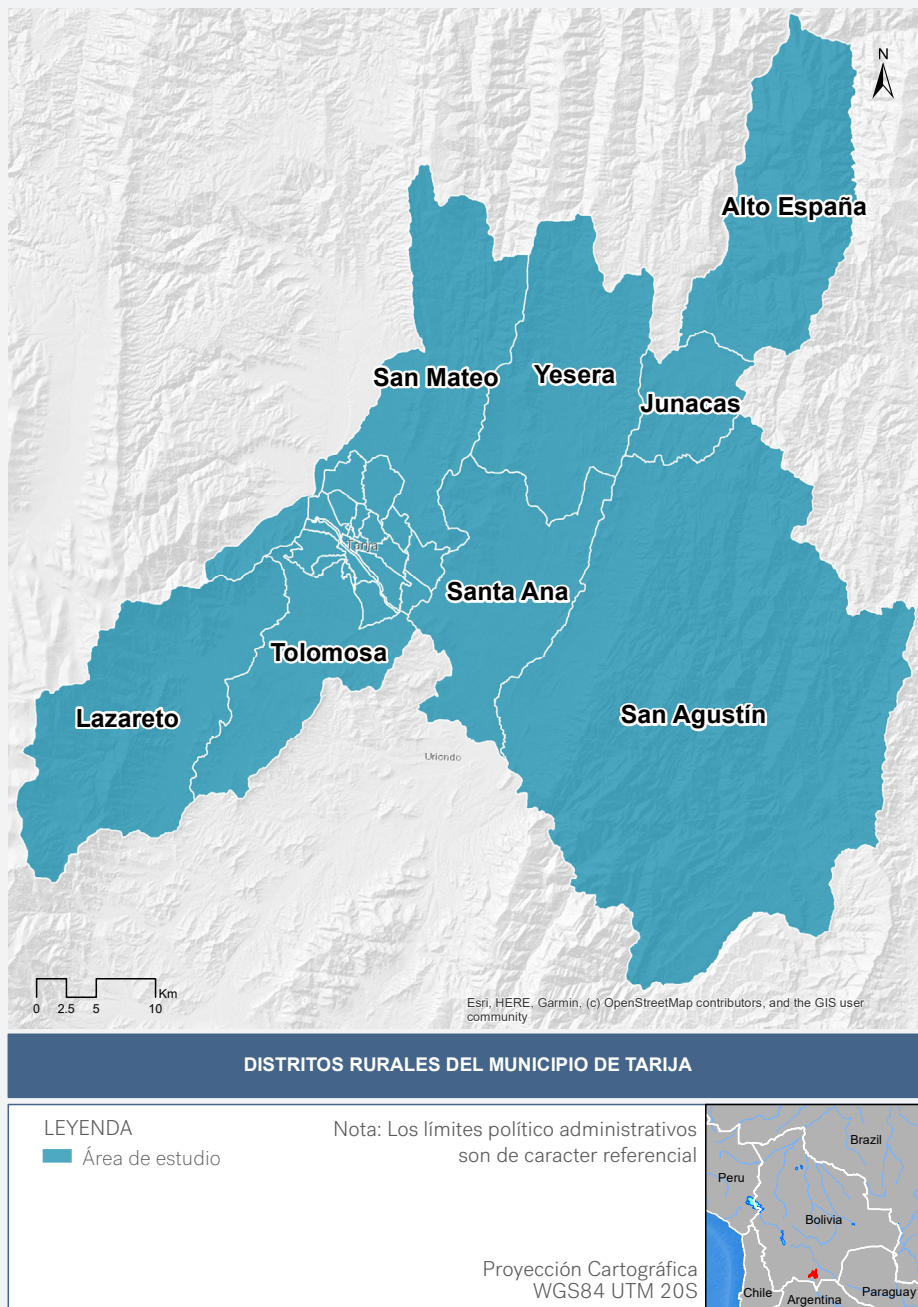 N
Alto España
San Mateo
Yesera
Junacas
Tarija
Santa Ana
Tolomosa
Lazareto
San Agustín
Uriondo
Km
0 2.5 5 10
Esri, HERE, Garmin, (c) OpenStreetMap contributors, and the GIS user
community
DISTRITOS RURALES DEL MUNICIPIO DE TARIJA
LEYENDA
Área de estudio
Nota: Los límites político administrativos
son de caracter referencial
Proyección Cartográfica
WGS84 UTM 20S
Brazil
Peru
Bolivia
Chile
Paraguay
Argentina